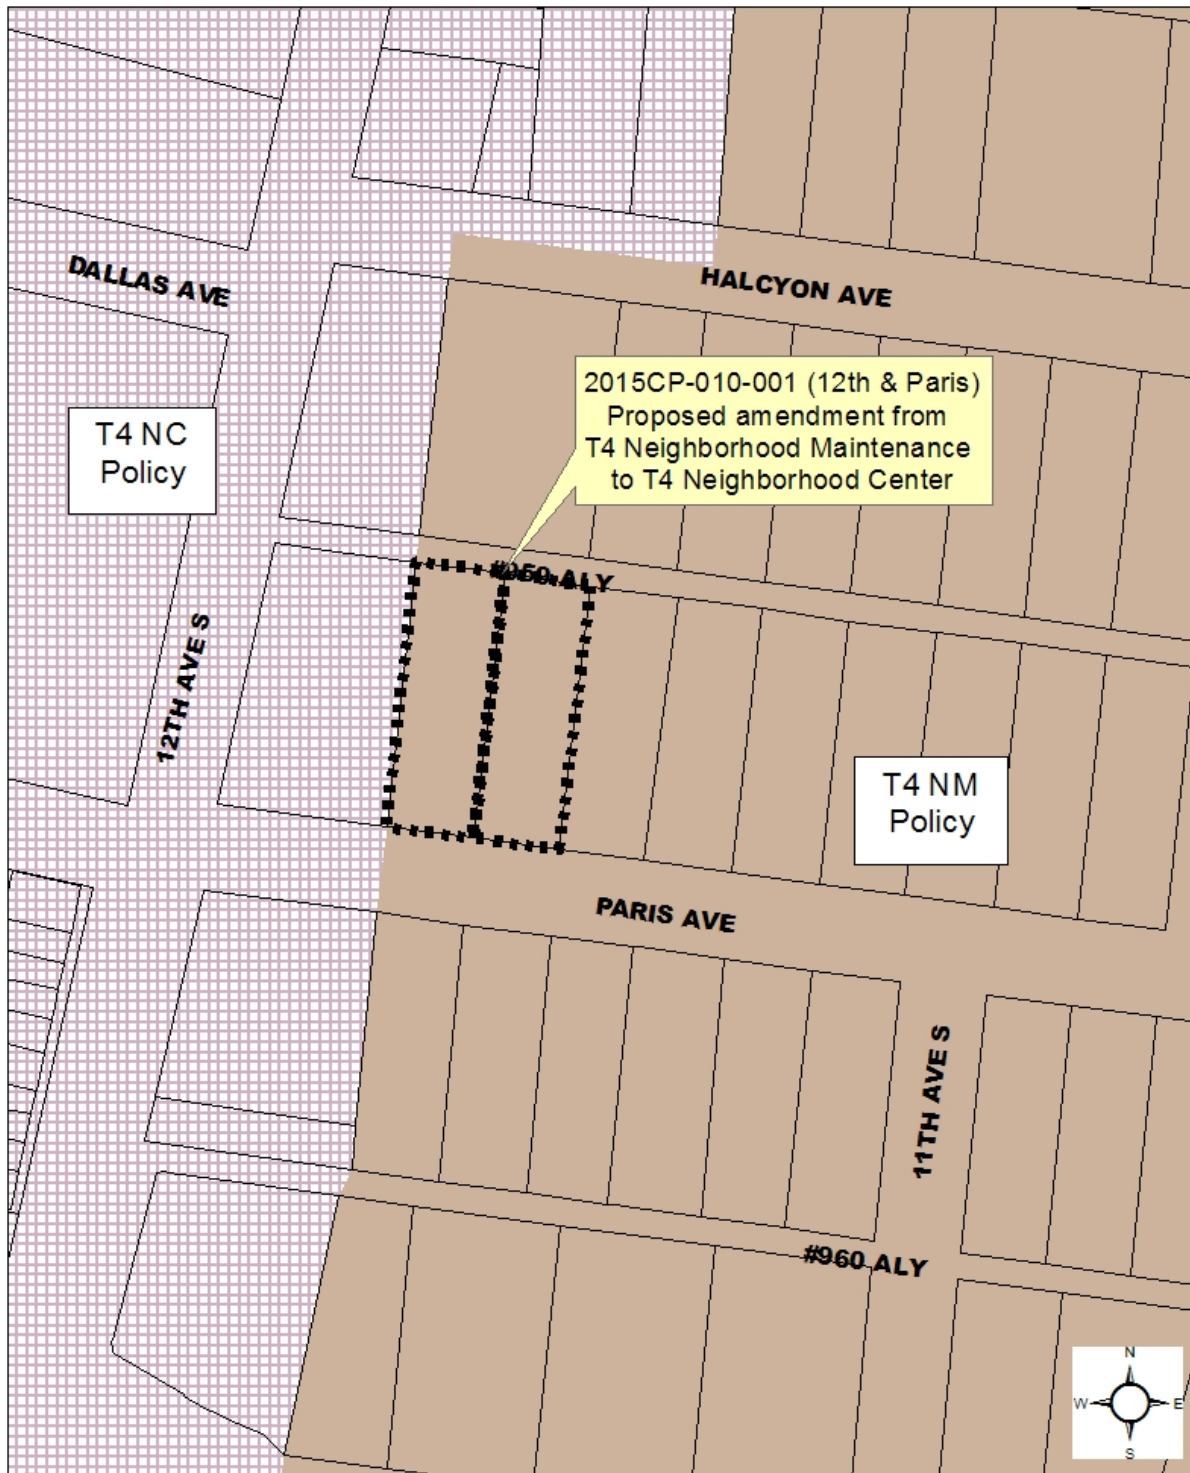 DALLAS AVE
HALCYON AVE
2015CP-010-001 (12th & Paris)
Proposed amendment from
T4 Neighborhood Maintenance
to T4 Neighborhood Center
T4 NC
Policy
#959 ALY
12TH AVE S
T4 NM
Policy
PARIS AVE
11TH AVE S
#960 ALY
N
W
E
S